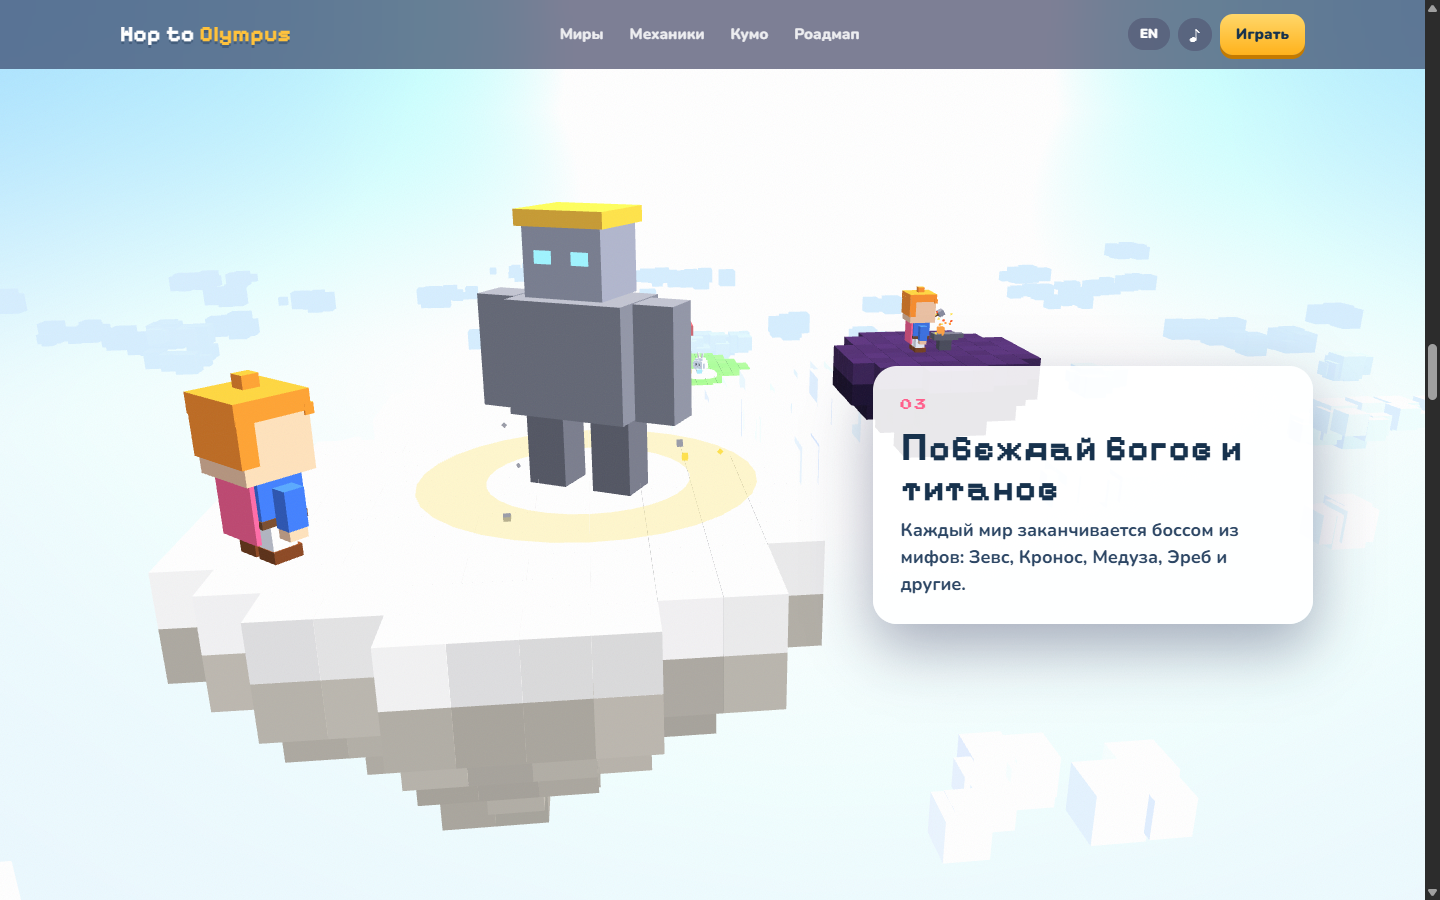 Hop to Olympus
Миры
Механики
Кумо
Роадмап
EN
Играть
03
Побеждай богов и
титанов
Каждый мир заканчивается боссом из
мифов: Зевс, Кронос, Медуза, Эреб и
другие.